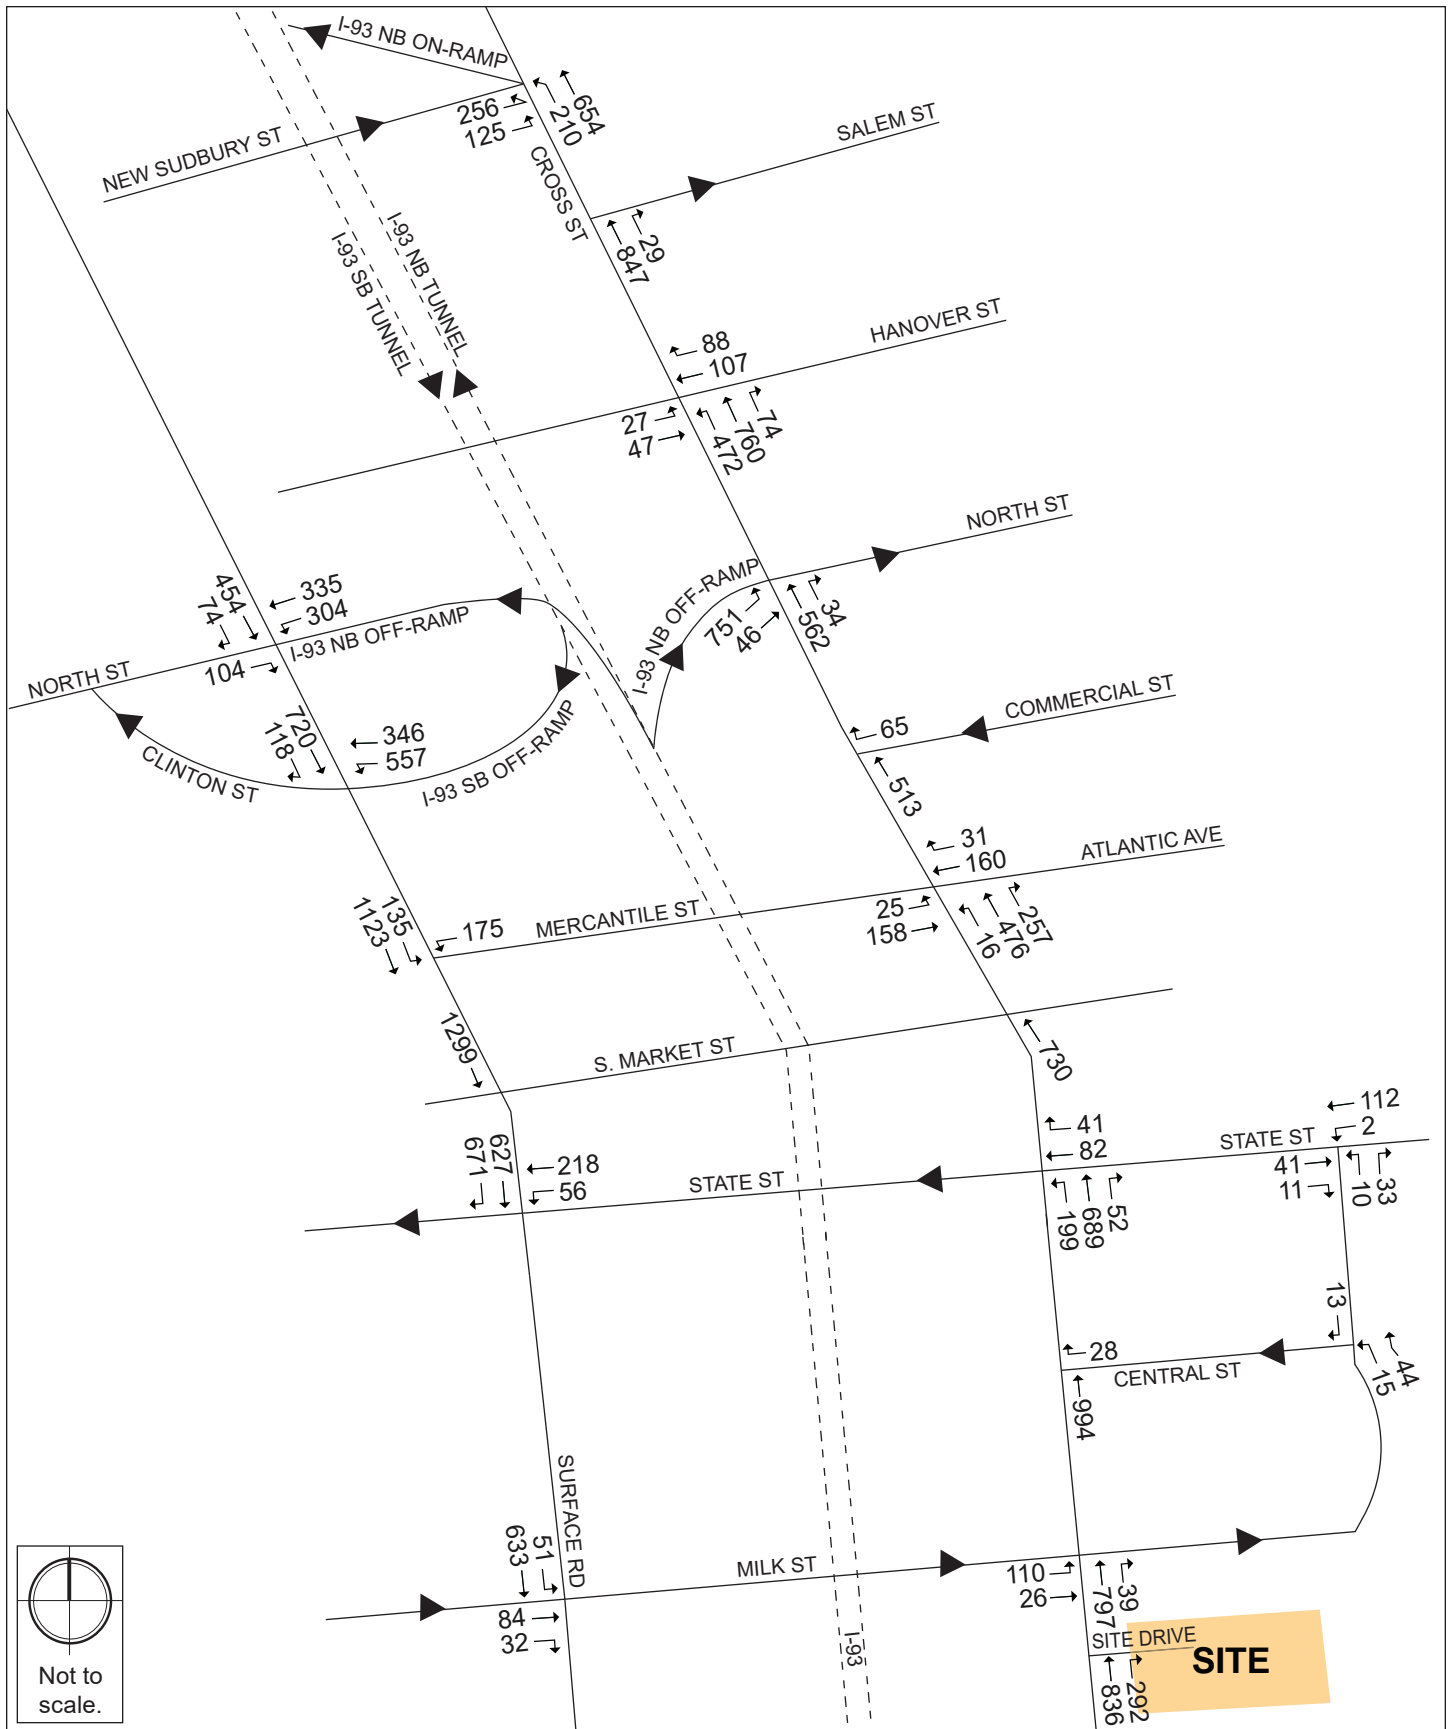 I-93 NB ON-RAMP
654
210
256
125
NEW SUDBURY ST
SALEM ST
CROSS ST
29
847
I-93 NB TUNNEL
I-93 SB TUNNEL
HANOVER ST
88
107
27
47
74
760
472
NORTH ST
I-93 NB OFF-RAMP
34
562
751
46
454
74
335
304
I-93 NB OFF-RAMP
104
NORTH ST
COMMERCIAL ST
65
513
720
118
346
557
CLINTON ST
I-93 SB OFF-RAMP
31
160
ATLANTIC AVE
25
158
257
476
16
135
1123
175
MERCANTILE ST
1299
S. MARKET ST
730
112
2
41
82
STATE ST
41
11
10
33
671
627
218
56
STATE ST
199
689
52
13
28
CENTRAL ST
44
15
994
SURFACE RD
633
51
MILK ST
84
32
110
26
797
39
SITE DRIVE
SITE
I-93
836
292
Not to
scale.